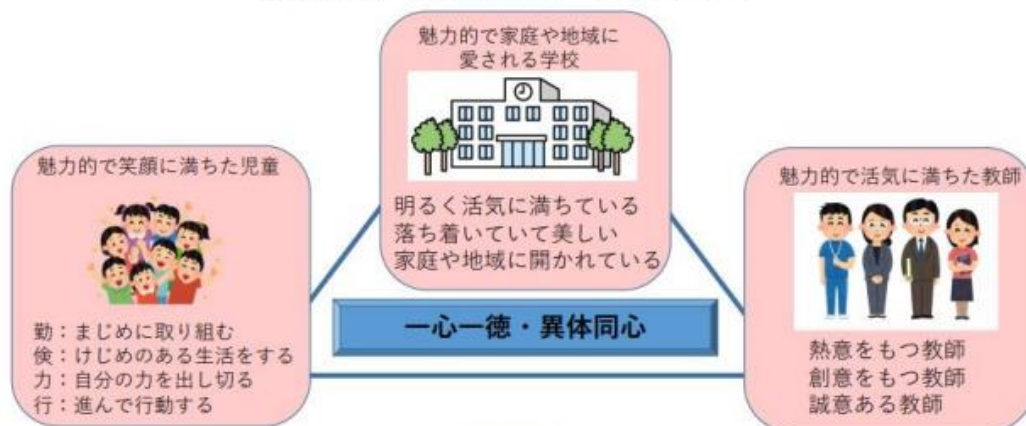 魅力的で家庭や地域に
愛される学校
明るく活気に満ちている
落ち着いていて美しい
家庭や地域に開かれている
魅力的で笑顔に満ちた児童
勤：まじめに取り組む
倹：けじめのある生活をする
力：自分の力を出し切る
行：進んで行動する
一心一徳・異体同心
魅力的で活気に満ちた教師
熱意をもつ教師
創意をもつ教師
誠意ある教師